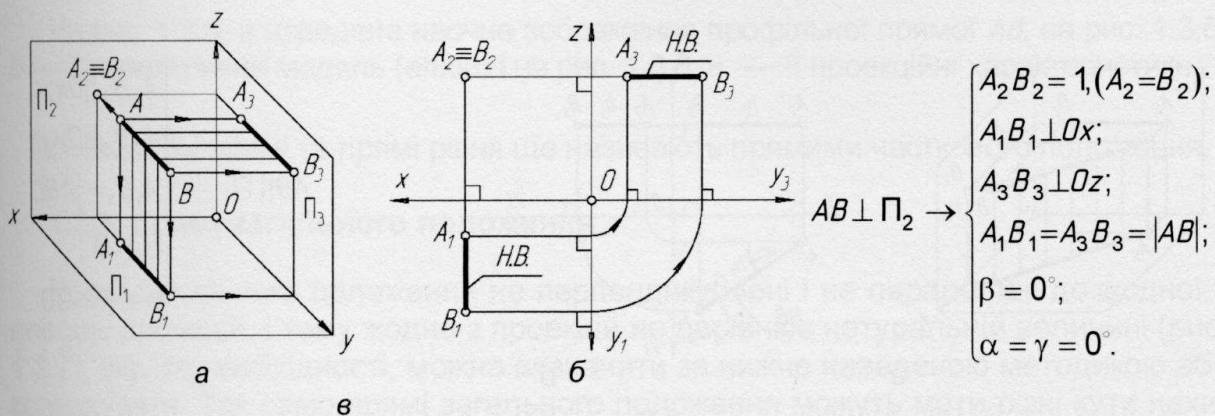 z
A₂≡B₂
Π₂
A
A₃
B
B₃
Π₃
x
O
A₁
Π₁
B₁
y
а
z
A₂≡B₂
A₃
Н.В.
B₃
x
O
y₃
A₁
Н.В.
B₁
y₁
б
AB⊥Π₂ →
A₂B₂=1,(A₂=B₂);
A₁B₁⊥Ox;
A₃B₃⊥Oz;
A₁B₁=A₃B₃=|AB|;
β=90°;
α=γ=0°.
в